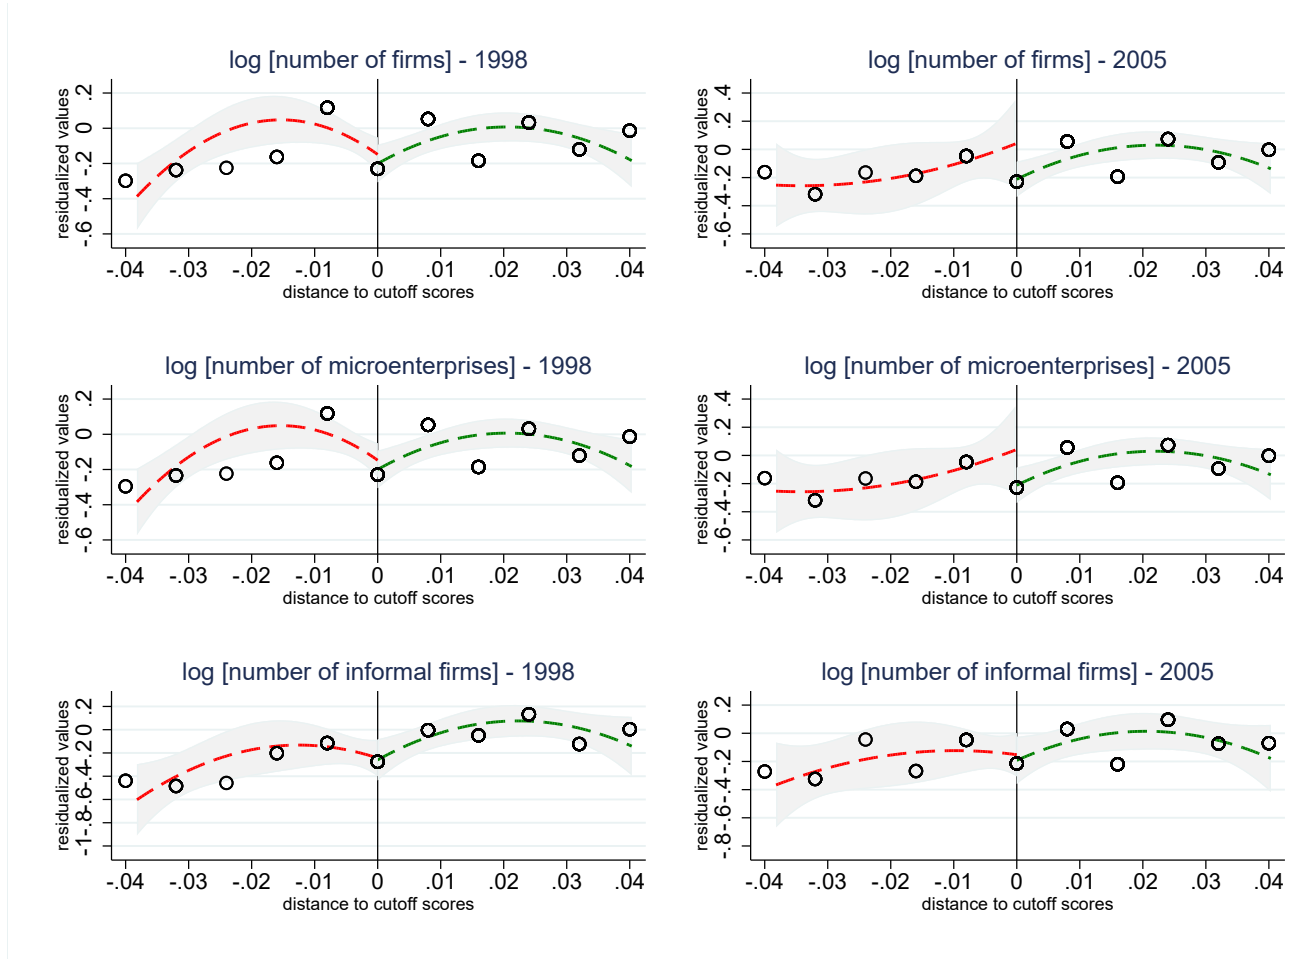 log [number of firms] - 1998
residualized values
.2
0
-.2
-.4
-.6
-.04 -.03 -.02 -.01 0 .01 .02 .03 .04
distance to cutoff scores
log [number of firms] - 2005
residualized values
.4
.2
0
-.2
-.4
-.6
-.04 -.03 -.02 -.01 0 .01 .02 .03 .04
distance to cutoff scores
log [number of microenterprises] - 1998
residualized values
.2
0
-.2
-.4
-.6
-.04 -.03 -.02 -.01 0 .01 .02 .03 .04
distance to cutoff scores
log [number of microenterprises] - 2005
residualized values
.4
.2
0
-.2
-.4
-.6
-.04 -.03 -.02 -.01 0 .01 .02 .03 .04
distance to cutoff scores
log [number of informal firms] - 1998
residualized values
.2
0
-.2
-.4
-.6
-.8
-1
-.04 -.03 -.02 -.01 0 .01 .02 .03 .04
distance to cutoff scores
log [number of informal firms] - 2005
residualized values
.2
0
-.2
-.4
-.6
-.8
-.04 -.03 -.02 -.01 0 .01 .02 .03 .04
distance to cutoff scores